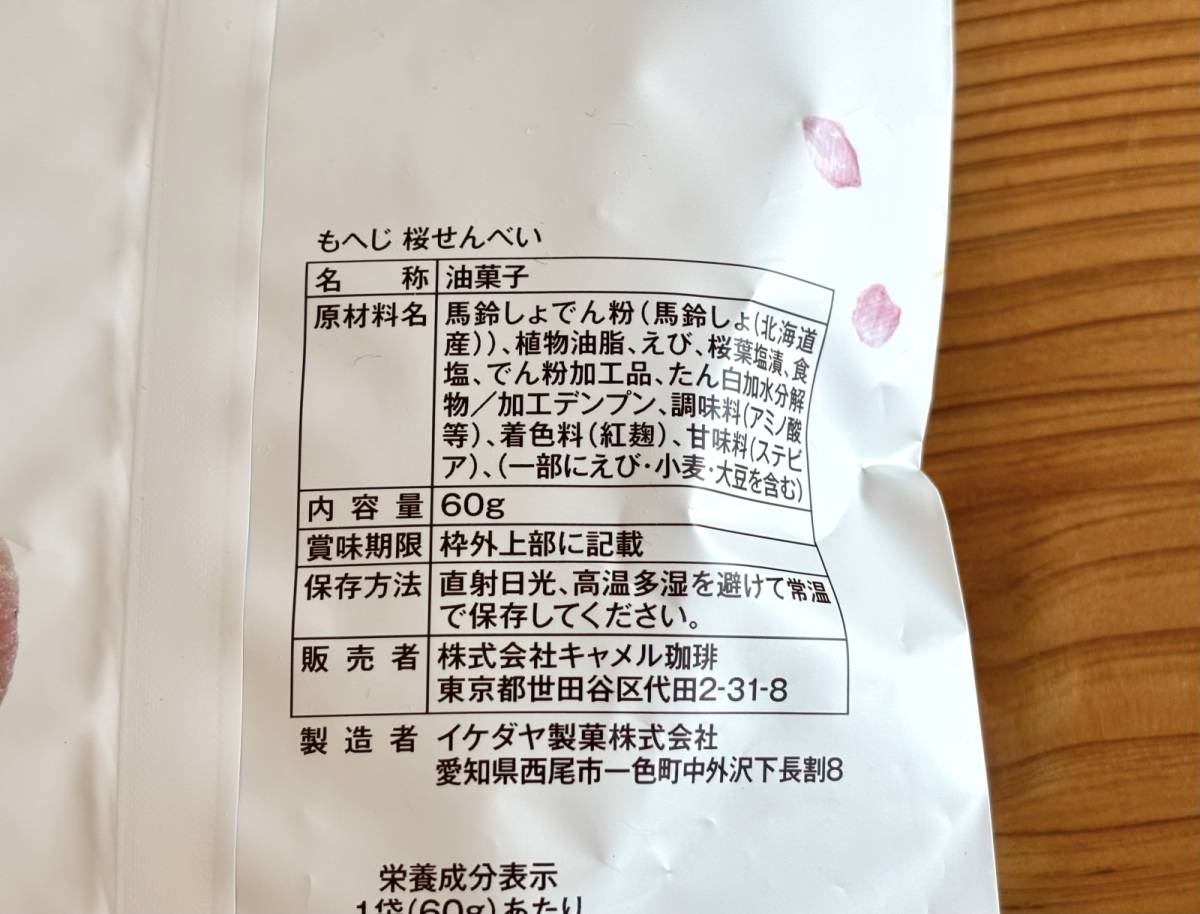 もへじ 桜せんべい
名称 油菓子
原材料名 馬鈴しょでん粉（馬鈴しょ（北海道
産））、植物油脂、えび、桜葉塩漬、食
塩、でん粉加工品、たん白加水分解
物／加工デンプン、調味料（アミノ酸
等）、着色料（紅麹）、甘味料（ステビ
ア）、（一部にえび・小麦・大豆を含む）
内容量 60g
賞味期限 枠外上部に記載
保存方法 直射日光、高温多湿を避けて常温
で保存してください。
販売者 株式会社キャメル珈琲
東京都世田谷区代田2-31-8
製造者 イケダヤ製菓株式会社
愛知県西尾市一色町中外沢下長割8
栄養成分表示
1袋（60g）あたり